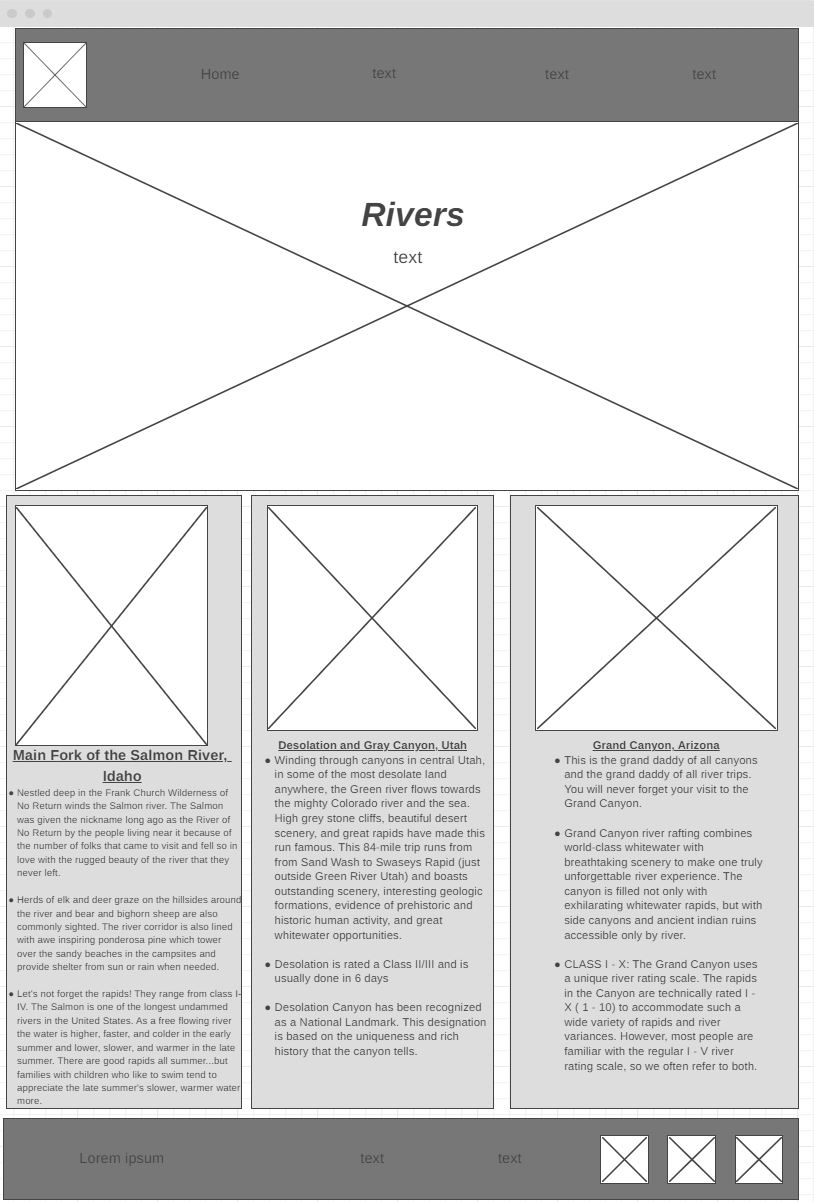 Home text text text
Rivers
text
Main Fork of the Salmon River,
Idaho
● Nestled deep in the Frank Church Wilderness of
No Return winds the Salmon river. The Salmon
was given the nickname long ago as the River of
No Return by the people living near it because of
the number of folks that came to visit and fell so in
love with the rugged beauty of the river that they
never left.
● Herds of elk and deer graze on the hillsides around
the river and bear and bighorn sheep are also
commonly sighted. The river corridor is also lined
with awe inspiring ponderosa pine which tower
over the sandy beaches in the campsites and
provide shelter from sun or rain when needed.
● Let's not forget the rapids! They range from class I-
IV. The Salmon is one of the longest undammed
rivers in the United States. As a free flowing river
the water is higher, faster, and colder in the early
summer and lower, slower, and warmer in the late
summer. There are good rapids all summer...but
families with children who like to swim tend to
appreciate the late summer's slower, warmer water
more.
Desolation and Gray Canyon, Utah
● Winding through canyons in central Utah,
in some of the most desolate land
anywhere, the Green river flows towards
the mighty Colorado river and the sea.
High grey stone cliffs, beautiful desert
scenery, and great rapids have made this
run famous. This 84-mile trip runs from
from Sand Wash to Swaseys Rapid (just
outside Green River Utah) and boasts
outstanding scenery, interesting geologic
formations, evidence of prehistoric and
historic human activity, and great
whitewater opportunities.
● Desolation is rated a Class II/III and is
usually done in 6 days
● Desolation Canyon has been recognized
as a National Landmark. This designation
is based on the uniqueness and rich
history that the canyon tells.
Grand Canyon, Arizona
● This is the grand daddy of all canyons
and the grand daddy of all river trips.
You will never forget your visit to the
Grand Canyon.
● Grand Canyon river rafting combines
world-class whitewater with
breathtaking scenery to make one truly
unforgettable river experience. The
canyon is filled not only with
exhilarating whitewater rapids, but with
side canyons and ancient indian ruins
accessible only by river.
● CLASS I - X: The Grand Canyon uses
a unique river rating scale. The rapids
in the Canyon are technically rated I -
X ( 1 - 10) to accommodate such a
wide variety of rapids and river
variances. However, most people are
familiar with the regular I - V river
rating scale, so we often refer to both.
Lorem ipsum text text